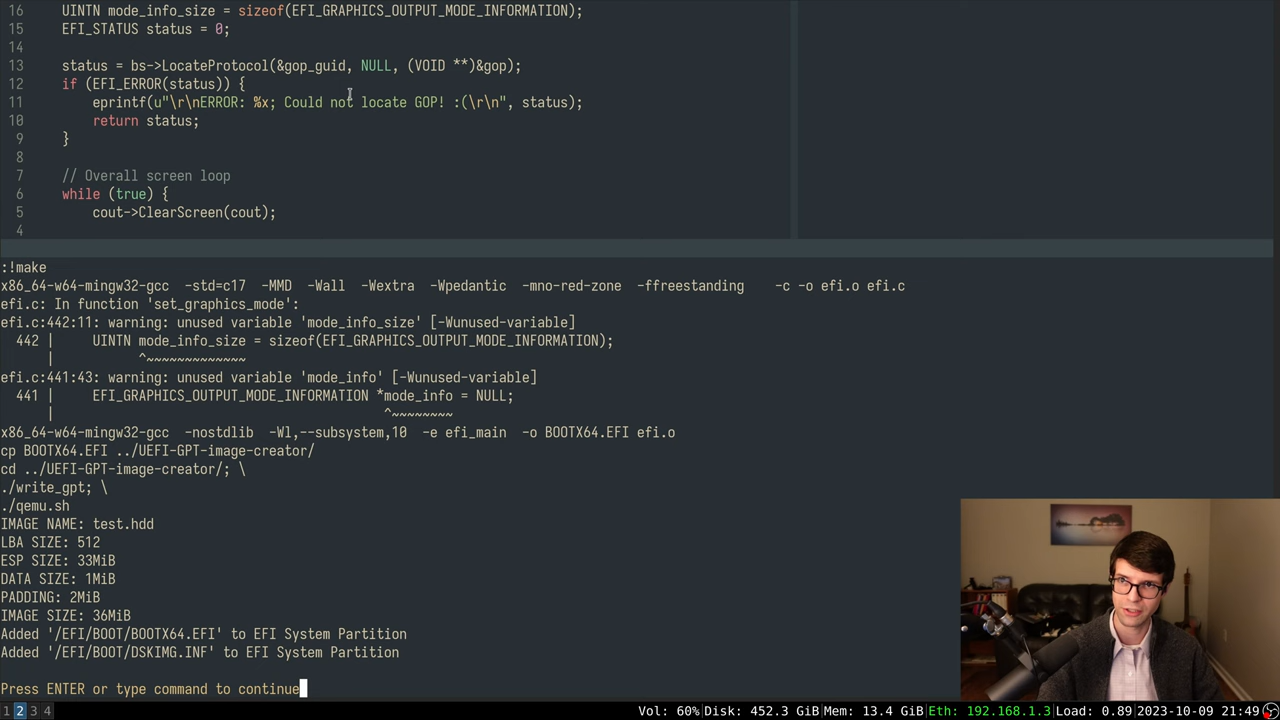 16     UINTN mode_info_size = sizeof(EFI_GRAPHICS_OUTPUT_MODE_INFORMATION);
15     EFI_STATUS status = 0;
14
13     status = bs->LocateProtocol(&gop_guid, NULL, (VOID **)&gop);
12     if (EFI_ERROR(status)) {
11         eprintf(u"\r\nERROR: %x; Could not locate GOP! :(\r\n", status);
10         return status;
9     }
8
7     // Overall screen loop
6     while (true) {
5         cout->ClearScreen(cout);
4
:!make
x86_64-w64-mingw32-gcc  -std=c17  -MMD  -Wall  -Wextra  -Wpedantic  -mno-red-zone  -ffreestanding    -c -o efi.o efi.c
efi.c: In function 'set_graphics_mode':
efi.c:442:11: warning: unused variable 'mode_info_size' [-Wunused-variable]
  442 |     UINTN mode_info_size = sizeof(EFI_GRAPHICS_OUTPUT_MODE_INFORMATION);
      |           ^~~~~~~~~~~~~~
efi.c:441:43: warning: unused variable 'mode_info' [-Wunused-variable]
  441 |     EFI_GRAPHICS_OUTPUT_MODE_INFORMATION *mode_info = NULL;
      |                                           ^~~~~~~~~
x86_64-w64-mingw32-gcc  -nostdlib  -Wl,--subsystem,10  -e efi_main  -o BOOTX64.EFI efi.o
cp BOOTX64.EFI ../UEFI-GPT-image-creator/
cd ../UEFI-GPT-image-creator/; \
./write_gpt; \
./qemu.sh
IMAGE NAME: test.hdd
LBA SIZE: 512
ESP SIZE: 33MiB
DATA SIZE: 1MiB
PADDING: 2MiB
IMAGE SIZE: 36MiB
Added '/EFI/BOOT/BOOTX64.EFI' to EFI System Partition
Added '/EFI/BOOT/DSKIMG.INF' to EFI System Partition
Press ENTER or type command to continue
1 2 3 4 Vol: 60%|Disk: 452.3 GiB|Mem: 13.4 GiB|Eth: 192.168.1.3|Load: 0.89|2023-10-09 21:49